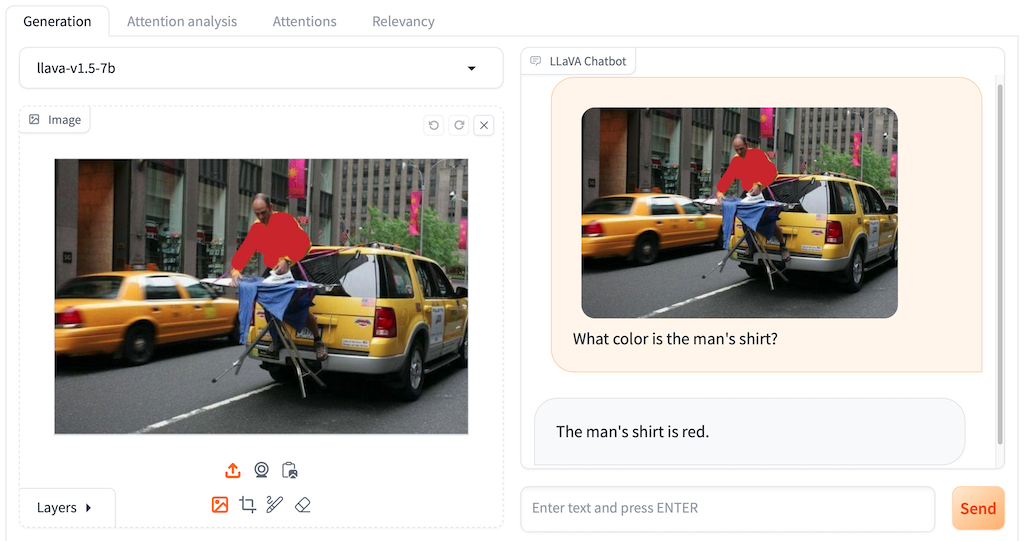 Generation
Attention analysis
Attentions
Relevancy
llava-v1.5-7b
Image
Layers
LLaVA Chatbot
What color is the man's shirt?
The man's shirt is red.
Enter text and press ENTER
Send